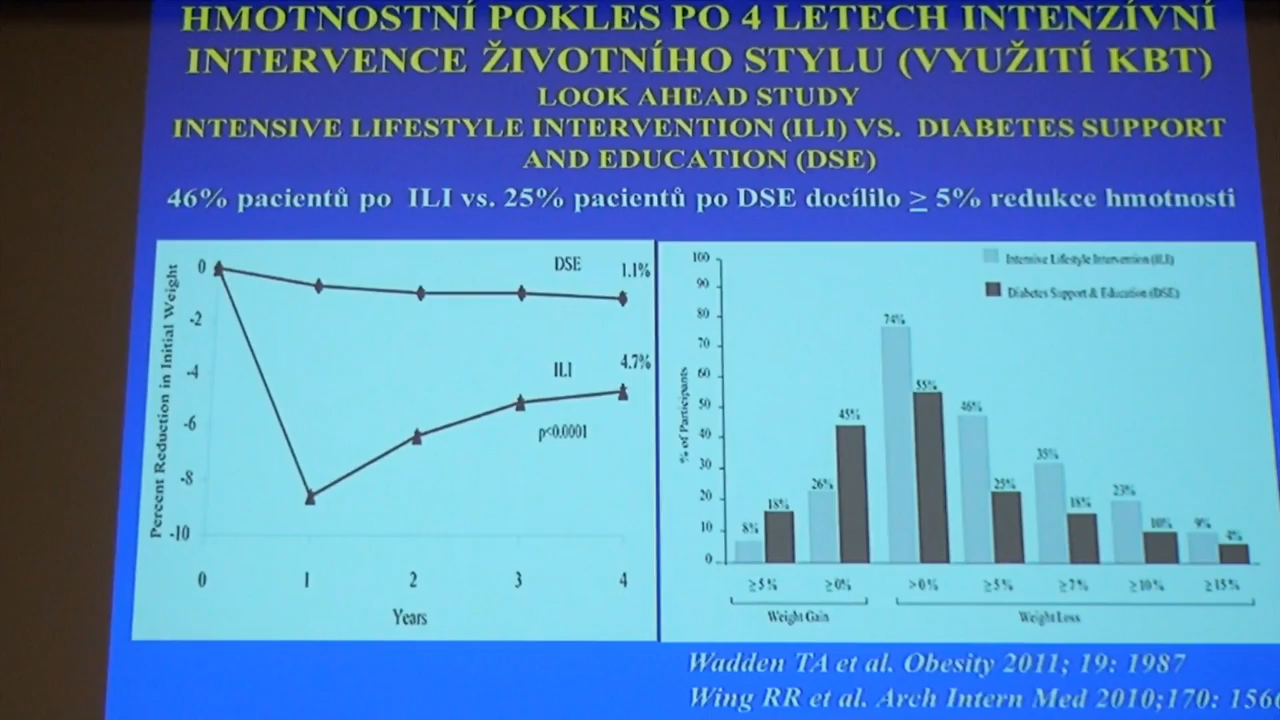 HMOTNOSTNÍ POKLES PO 4 LETECH INTENZÍVNÍ
INTERVENCE ŽIVOTNÍHO STYLU (VYUŽITÍ KBT)
LOOK AHEAD STUDY
INTENSIVE LIFESTYLE INTERVENTION (ILI) VS. DIABETES SUPPORT
AND EDUCATION (DSE)
46% pacientů po ILI vs. 25% pacientů po DSE docílilo ≥ 5% redukce hmotnosti
Percent Reduction in Initial Weight
0
-2
-4
-6
-8
-10
DSE
1.1%
ILI
4.7%
p<0.0001
0 1 2 3 4
Years
% of Participants
100
90
80
70
60
50
40
30
20
10
0
Intensive Lifestyle Intervention (ILI)
Diabetes Support & Education (DSE)
8% 18% 26% 45% 74% 55% 46% 25% 35% 18% 23% 10% 9% 4%
≥5% ≥0% >0% ≥5% ≥7% ≥10% ≥15%
Weight Gain Weight Loss
Wadden TA et al. Obesity 2011; 19: 1987
Wing RR et al. Arch Intern Med 2010;170: 156